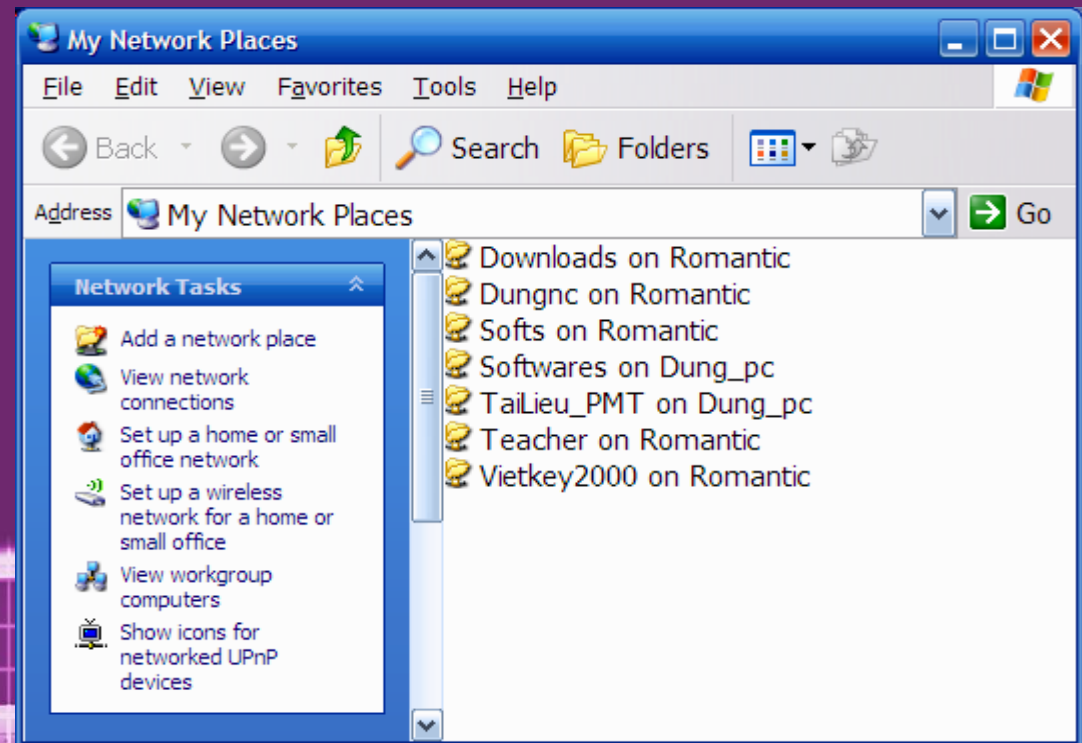 My Network Places
File Edit View Favorites Tools Help
Back Search Folders
Address My Network Places Go
Network Tasks
Add a network place
View network
connections
Set up a home or small
office network
Set up a wireless
network for a home or
small office
View workgroup
computers
Show icons for
networked UPnP
devices
Downloads on Romantic
Dungnc on Romantic
Softs on Romantic
Softwares on Dung_pc
TaiLieu_PMT on Dung_pc
Teacher on Romantic
Vietkey2000 on Romantic